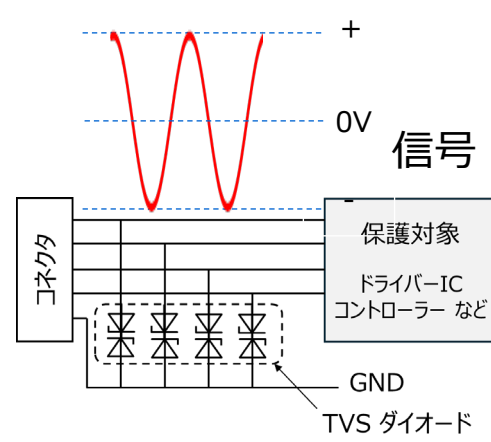 +
0V
信号
-
コネクタ
保護対象
ドライバーIC
コントローラー など
GND
TVS ダイオード